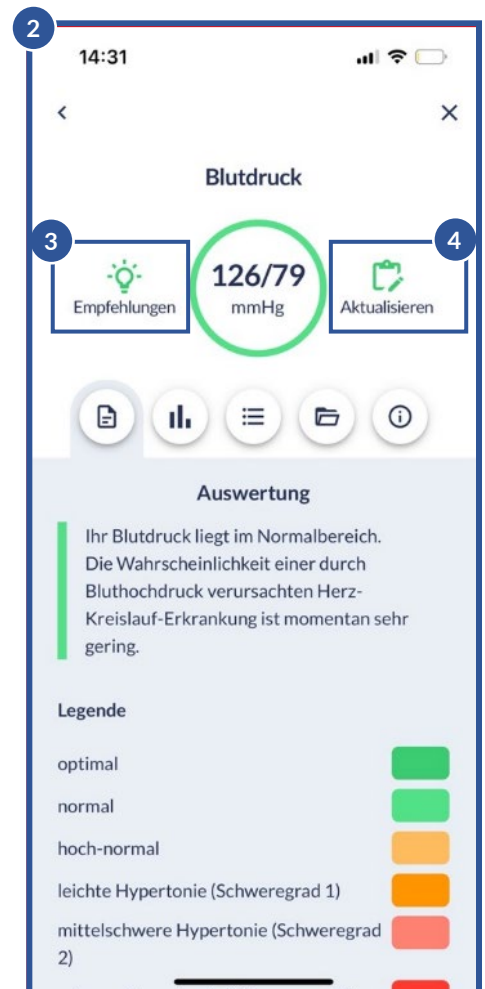 2
14:31
Blutdruck
3
4
Empfehlungen
126/79
mmHg
Aktualisieren
Auswertung
Ihr Blutdruck liegt im Normalbereich.
Die Wahrscheinlichkeit einer durch
Bluthochdruck verursachten Herz-
Kreislauf-Erkrankung ist momentan sehr
gering.
Legende
optimal
normal
hoch-normal
leichte Hypertonie (Schweregrad 1)
mittelschwere Hypertonie (Schweregrad
2)